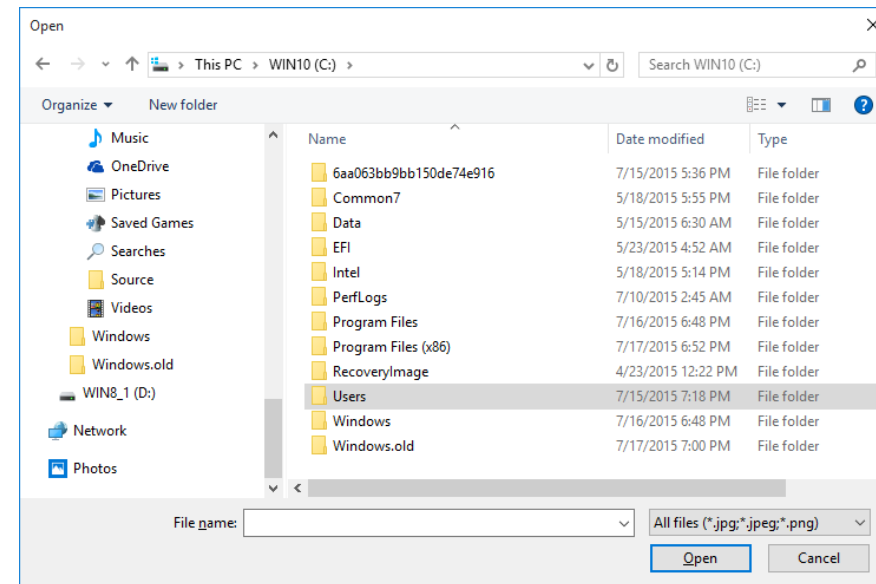 Open
This PC > WIN10 (C:) >
Search WIN10 (C:)
Organize
New folder
Music
OneDrive
Pictures
Saved Games
Searches
Source
Videos
Windows
Windows.old
WIN8_1 (D:)
Network
Photos
Name Date modified Type
6aa063bb9bb150de74e916 7/15/2015 5:36 PM File folder
Common7 5/18/2015 5:55 PM File folder
Data 5/15/2015 6:30 AM File folder
EFI 5/23/2015 4:52 AM File folder
Intel 5/18/2015 5:14 PM File folder
PerfLogs 7/10/2015 2:45 AM File folder
Program Files 7/16/2015 6:48 PM File folder
Program Files (x86) 7/17/2015 6:52 PM File folder
RecoveryImage 4/23/2015 12:22 PM File folder
Users 7/15/2015 7:18 PM File folder
Windows 7/16/2015 6:48 PM File folder
Windows.old 7/17/2015 7:00 PM File folder
File name:
All files (*.jpg;*.jpeg;*.png)
Open
Cancel